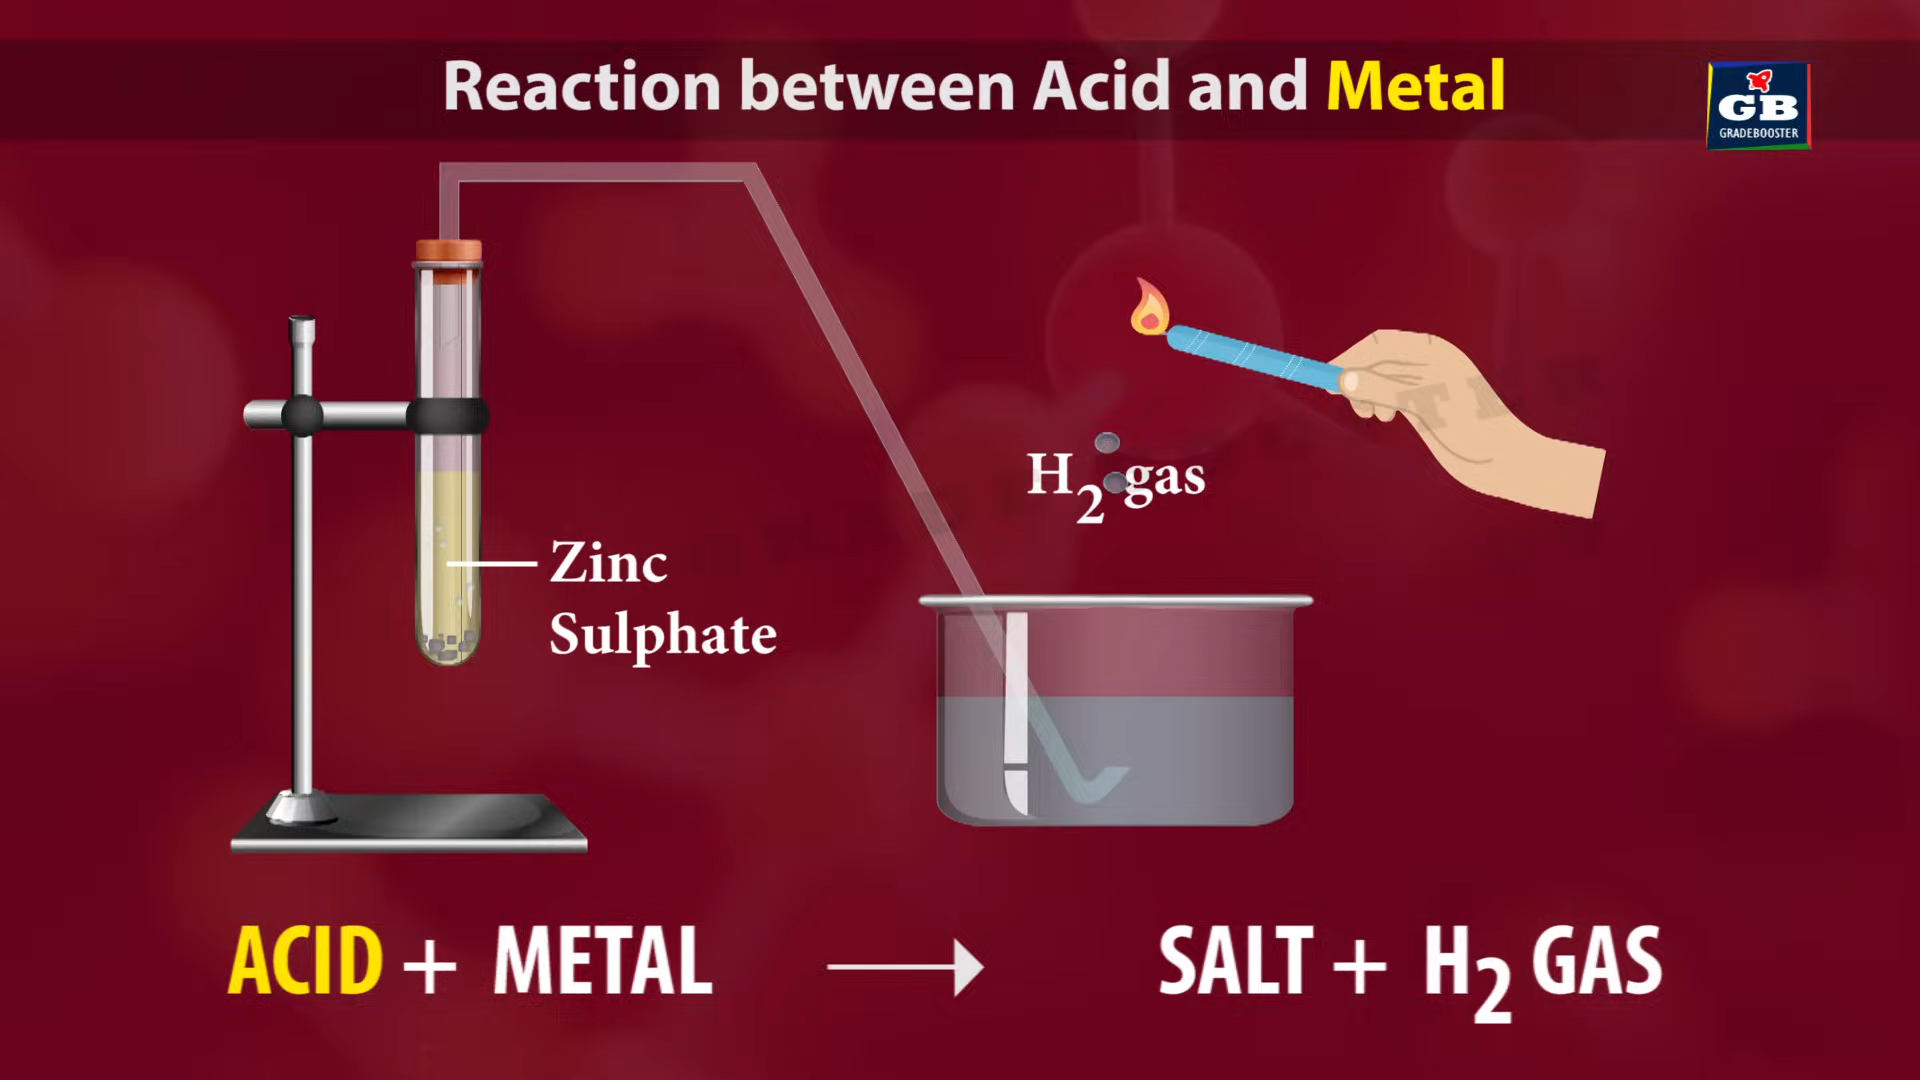 Reaction between Acid and Metal
GB
GRADEBOOSTER
H2 gas
Zinc
Sulphate
ACID + METAL → SALT + H2 GAS